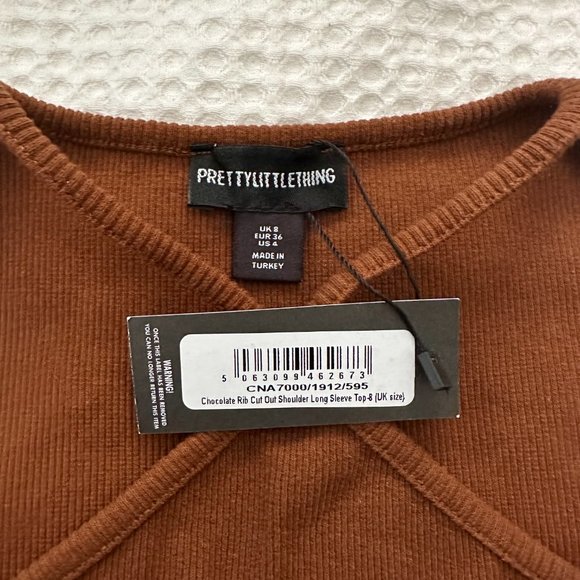 PRETTYLITTLETHING
UK 8
EUR 36
US 4
MADE IN
TURKEY
WARNING!
ONCE THIS LABEL HAS BEEN REMOVED
YOU CAN NO LONGER RETURN THIS ITEM
5 063099 462673
CNA7000/1912/595
Chocolate Rib Cut Out Shoulder Long Sleeve Top-8 (UK size)